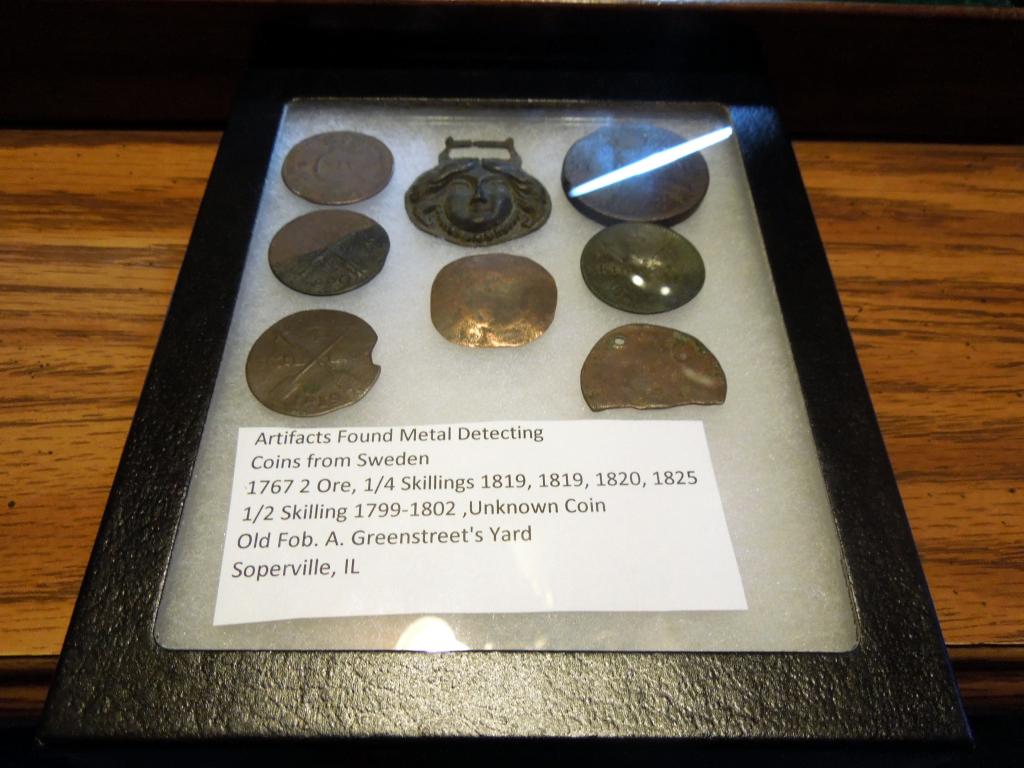 Artifacts Found Metal Detecting
Coins from Sweden
1767 2 Ore, 1/4 Skillings 1819, 1819, 1820, 1825
1/2 Skilling 1799-1802 ,Unknown Coin
Old Fob. A. Greenstreet's Yard
Soperville, IL